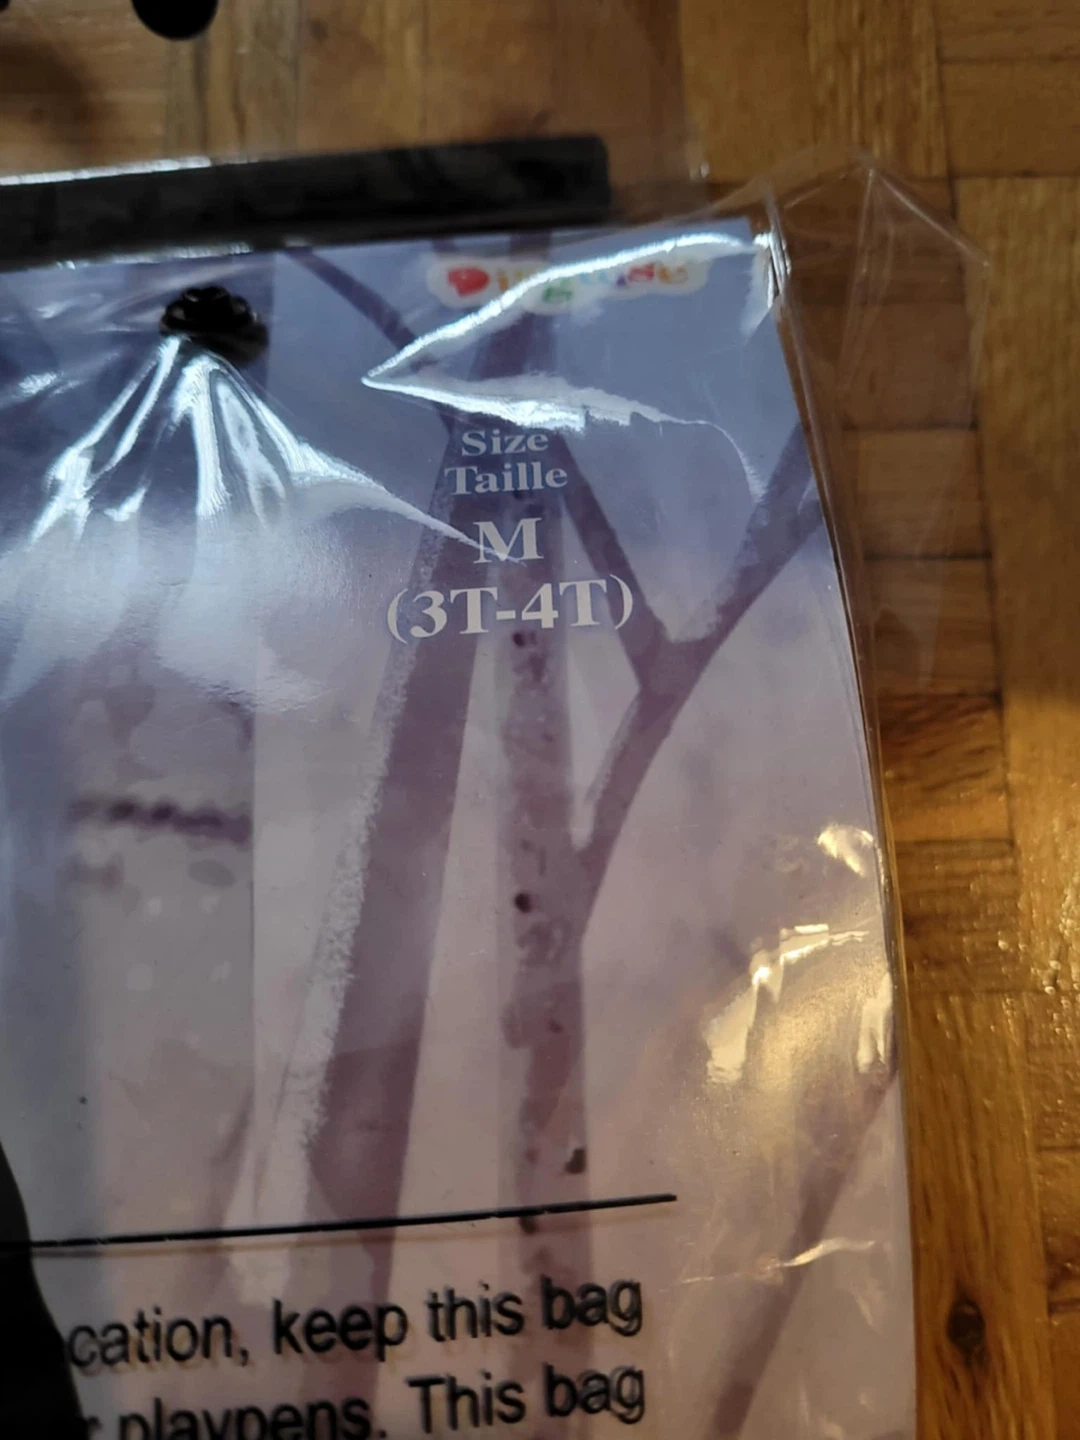 Size
Taille
M
(3T-4T)
cation, keep this bag
playpens. This bag